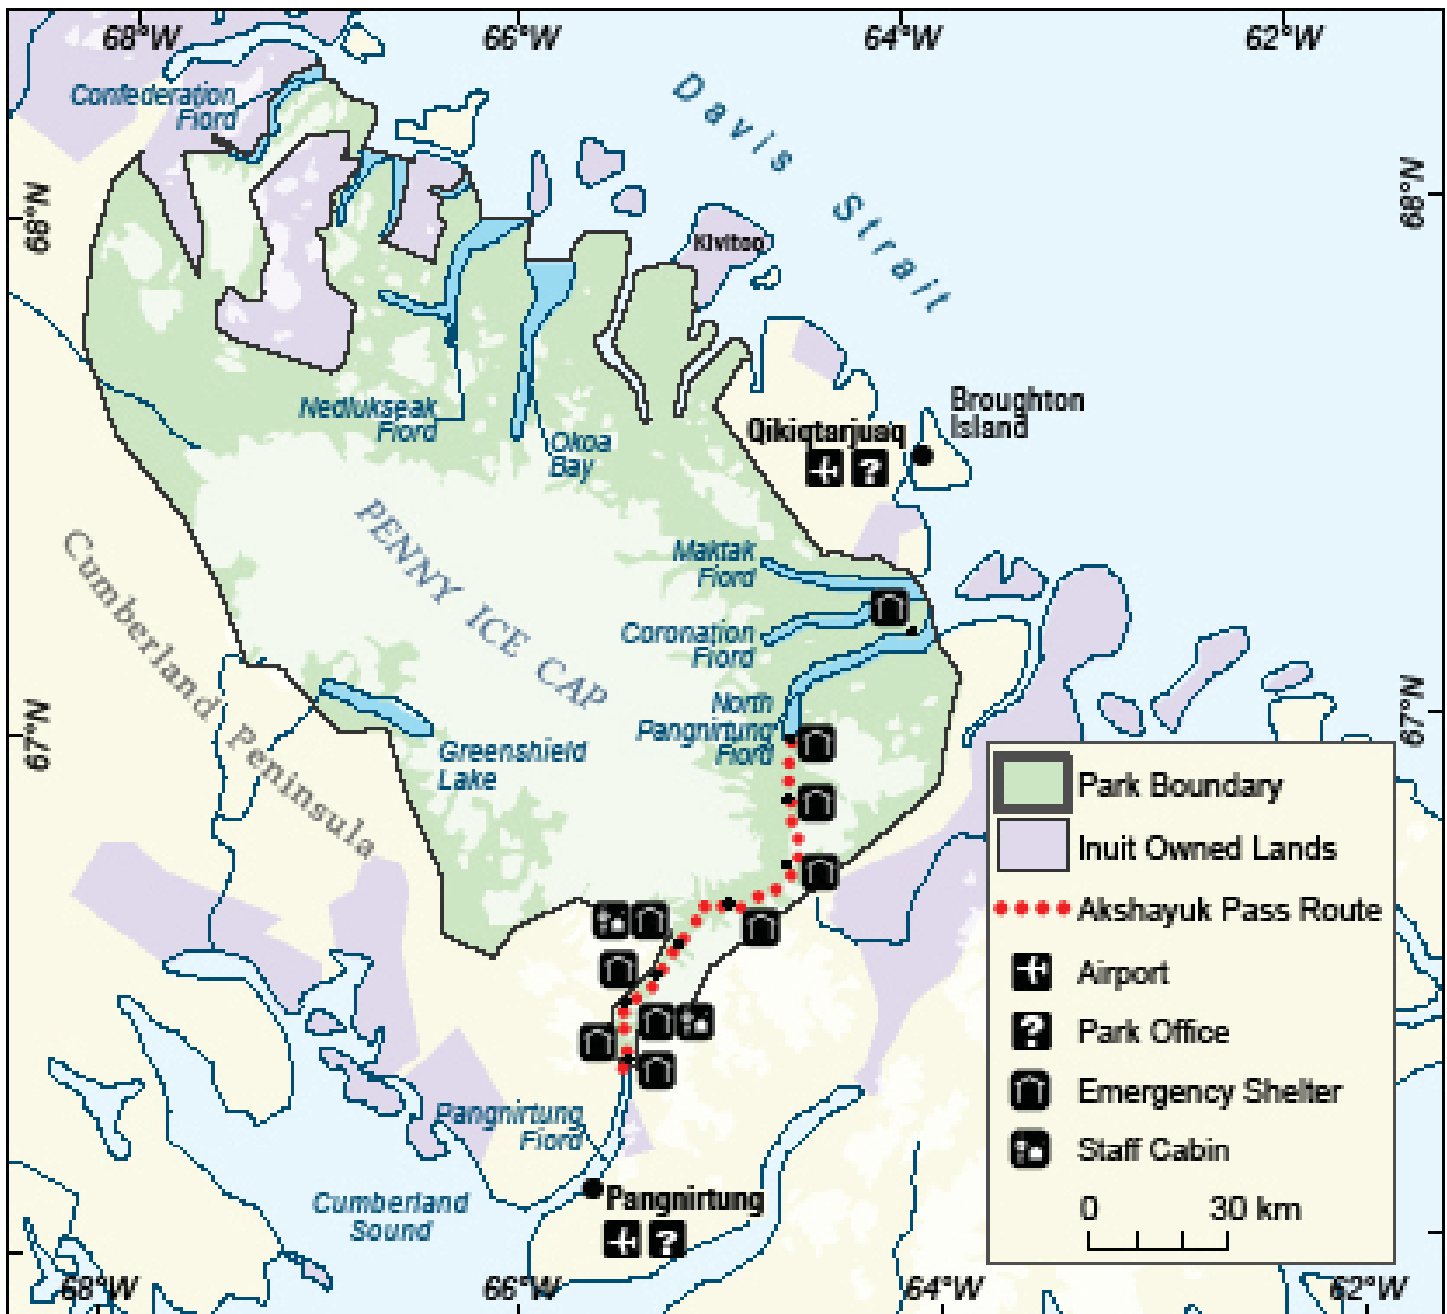 68°W
66°W
64°W
62°W
Confederation
Fiord
Davis Strait
68°N
68°N
Kivitoo
Nedlukseak
Fiord
Okoa
Bay
Broughton
Island
Qikiqtarjuaq
?
PENNY ICE CAP
Maktak
Fiord
Coronation
Fiord
Cumberland Peninsula
North
Pangnirtung
Fiord
67°N
67°N
Greenshield
Lake
Park Boundary
Inuit Owned Lands
Akshayuk Pass Route
Airport
? Park Office
Emergency Shelter
Staff Cabin
0 30 km
Pangnirtung
Fiord
Pangnirtung
?
Cumberland
Sound
68°W
66°W
64°W
62°W